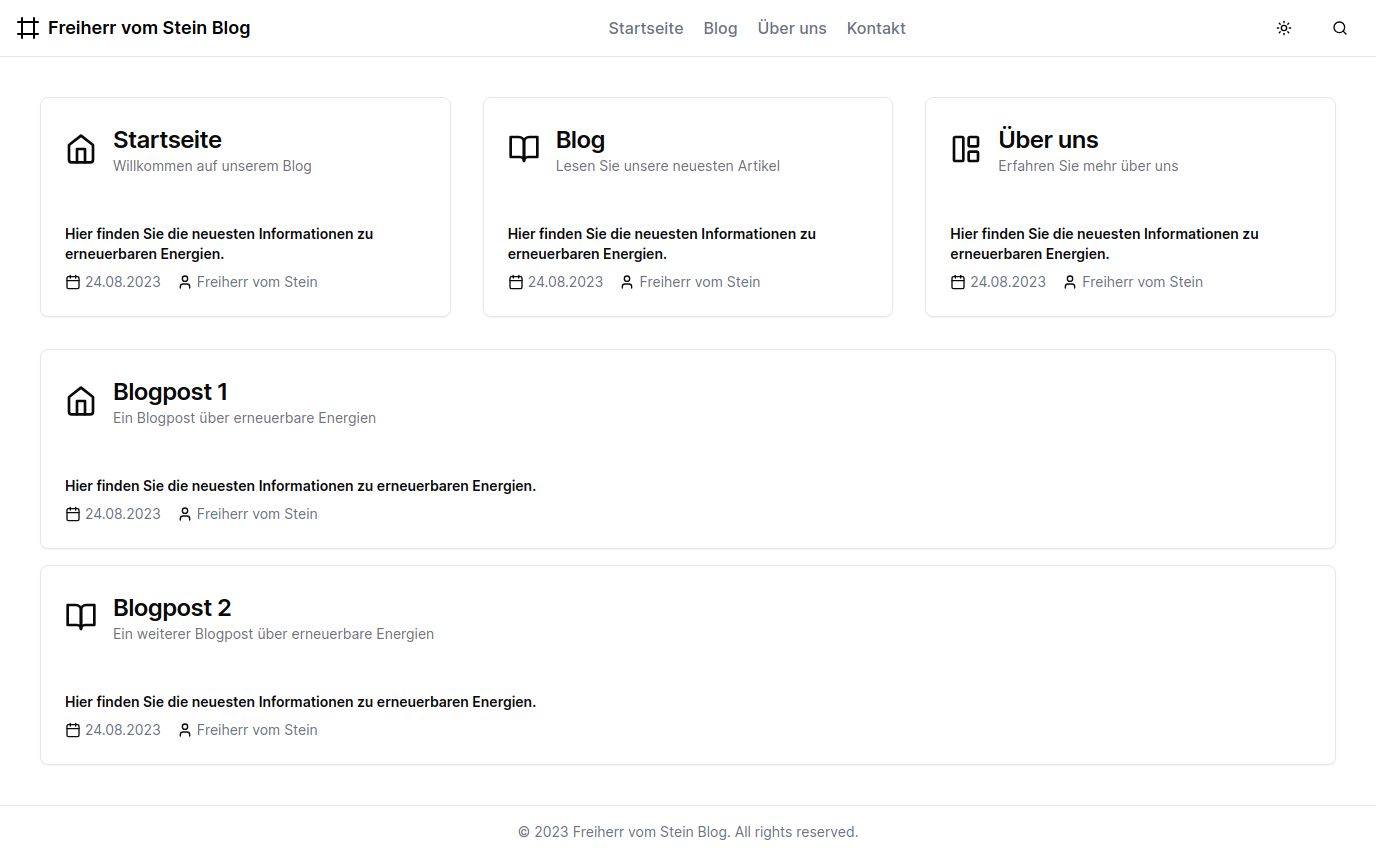 Freiherr vom Stein Blog
Startseite
Blog
Über uns
Kontakt
Startseite
Willkommen auf unserem Blog
Hier finden Sie die neuesten Informationen zu
erneuerbaren Energien.
24.08.2023 Freiherr vom Stein
Blog
Lesen Sie unsere neuesten Artikel
Hier finden Sie die neuesten Informationen zu
erneuerbaren Energien.
24.08.2023 Freiherr vom Stein
Über uns
Erfahren Sie mehr über uns
Hier finden Sie die neuesten Informationen zu
erneuerbaren Energien.
24.08.2023 Freiherr vom Stein
Blogpost 1
Ein Blogpost über erneuerbare Energien
Hier finden Sie die neuesten Informationen zu erneuerbaren Energien.
24.08.2023 Freiherr vom Stein
Blogpost 2
Ein weiterer Blogpost über erneuerbare Energien
Hier finden Sie die neuesten Informationen zu erneuerbaren Energien.
24.08.2023 Freiherr vom Stein
© 2023 Freiherr vom Stein Blog. All rights reserved.